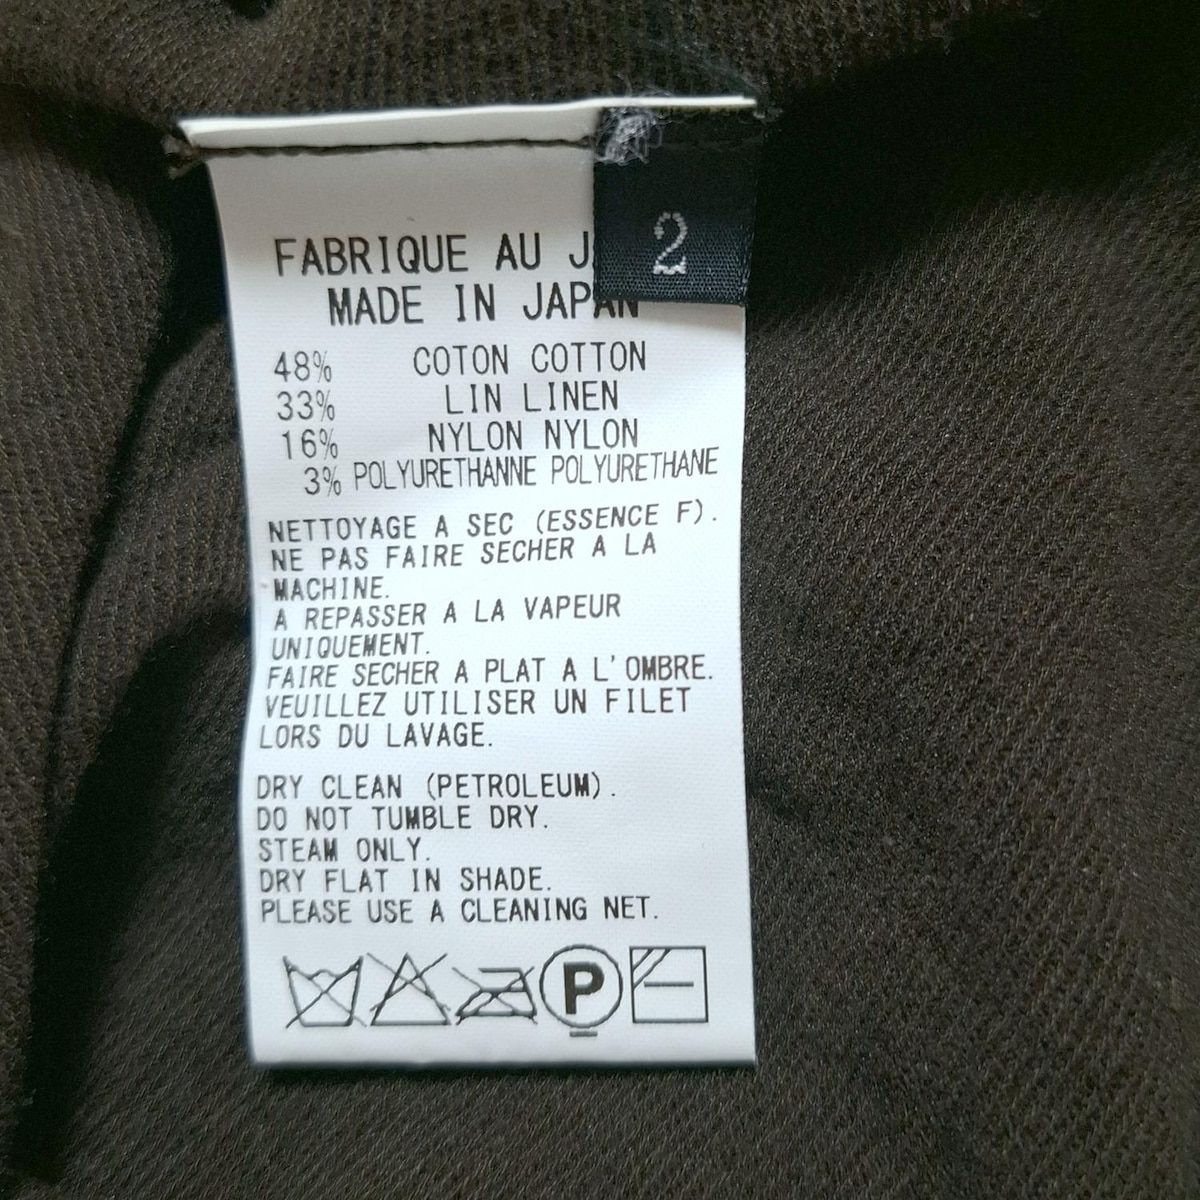 2
FABRIQUE AU J
MADE IN JAPAN
48% COTON COTTON
33% LIN LINEN
16% NYLON NYLON
3% POLYURETHANNE POLYURETHANE
NETTOYAGE A SEC (ESSENCE F).
NE PAS FAIRE SECHER A LA
MACHINE.
A REPASSER A LA VAPEUR
UNIQUEMENT.
FAIRE SECHER A PLAT A L'OMBRE.
VEUILLEZ UTILISER UN FILET
LORS DU LAVAGE.
DRY CLEAN (PETROLEUM).
DO NOT TUMBLE DRY.
STEAM ONLY.
DRY FLAT IN SHADE.
PLEASE USE A CLEANING NET.
P